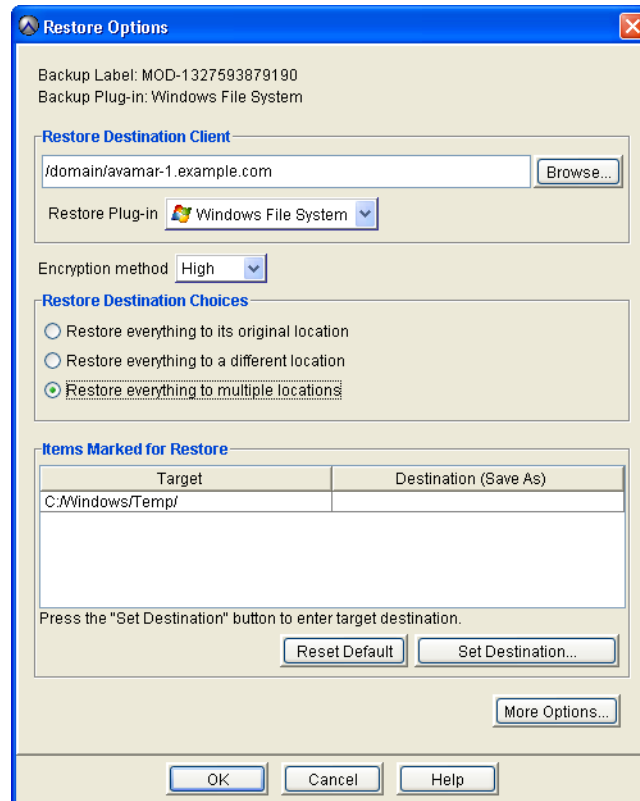 Restore Options
Backup Label: MOD-1327593879190
Backup Plug-in: Windows File System
Restore Destination Client
/domain/avamar-1.example.com
Browse...
Restore Plug-in Windows File System
Encryption method High
Restore Destination Choices
Restore everything to its original location
Restore everything to a different location
Restore everything to multiple locations
Items Marked for Restore
Target Destination (Save As)
C:/Windows/Temp/
Press the "Set Destination" button to enter target destination.
Reset Default Set Destination...
More Options...
OK Cancel Help